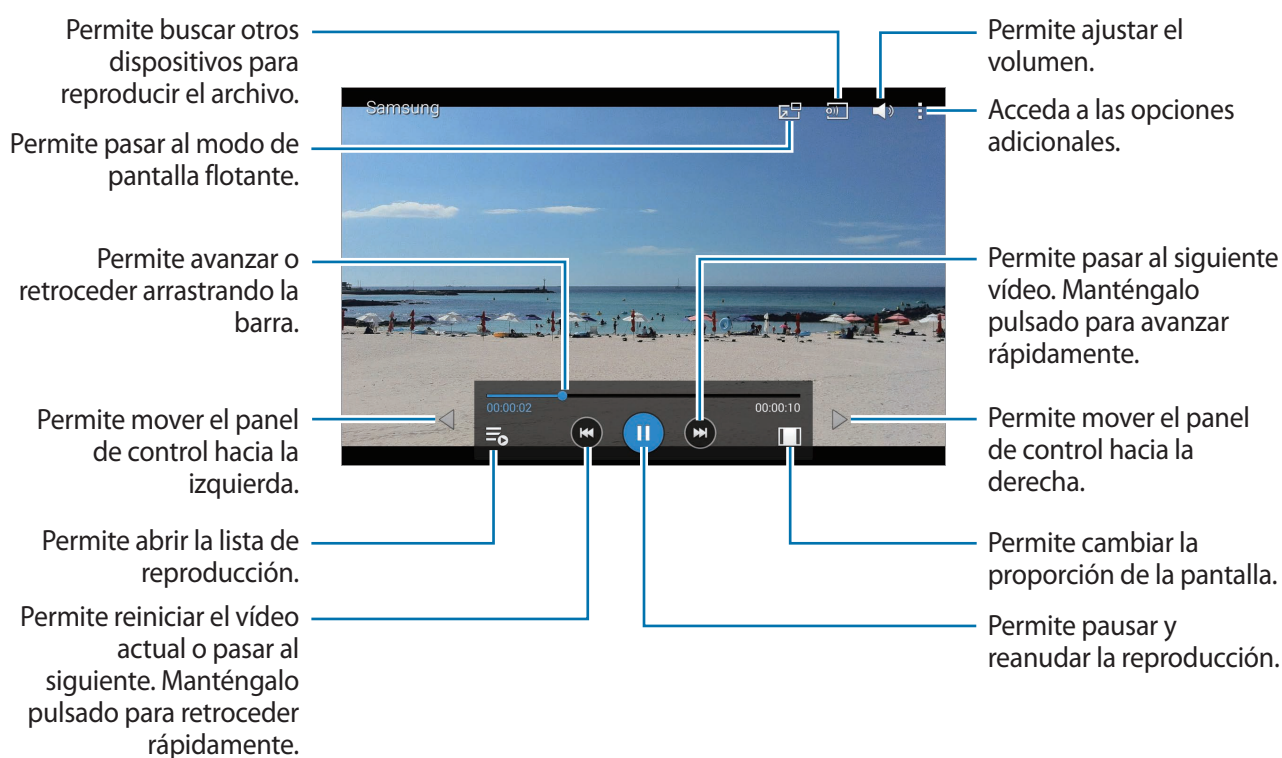 Permite buscar otros
dispositivos para
reproducir el archivo.
Permite pasar al modo de
pantalla flotante.
Permite avanzar o
retroceder arrastrando la
barra.
Permite mover el panel
de control hacia la
izquierda.
Permite abrir la lista de
reproducción.
Permite reiniciar el vídeo
actual o pasar al
siguiente. Manténgalo
pulsado para retroceder
rápidamente.
Samsung
00:00:02
00:00:10
Permite ajustar el
volumen.
Acceda a las opciones
adicionales.
Permite pasar al siguiente
vídeo. Manténgalo
pulsado para avanzar
rápidamente.
Permite mover el panel
de control hacia la
derecha.
Permite cambiar la
proporción de la pantalla.
Permite pausar y
reanudar la reproducción.